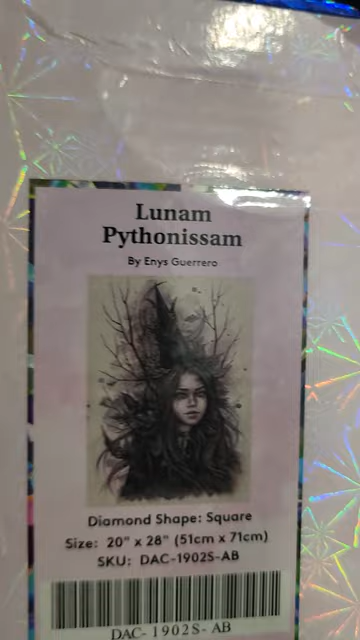 Lunam
Pythonissam
By Enys Guerrero
Diamond Shape: Square
Size: 20" x 28" (51cm x 71cm)
SKU: DAC-1902S-AB
DAC- 1902S- AB